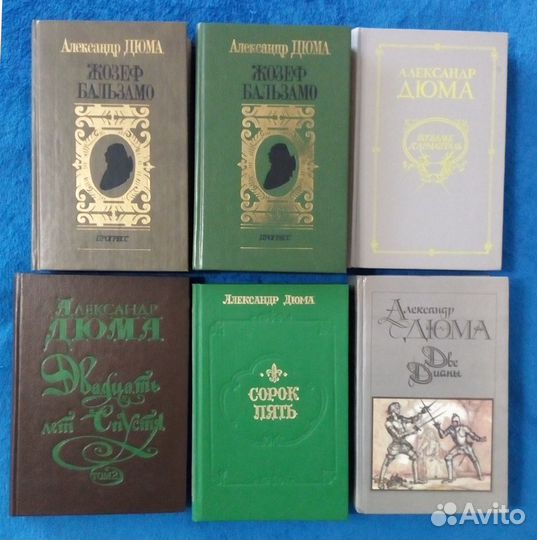 Александр ДЮМА
ЖОЗЕФ
БАЛЬЗАМО
ПРОГРЕСС
Александр ДЮМА
ЖОЗЕФ
БАЛЬЗАМО
ПРОГРЕСС
АЛЕКСАНДР
ДЮМА
Александр
ДЮМА
Двадцать
лет Спустя
ТОМ 2
Александр Дюма
СОРОК
ПЯТЬ
Александр
ДЮМА
Две
Дианы
Avito